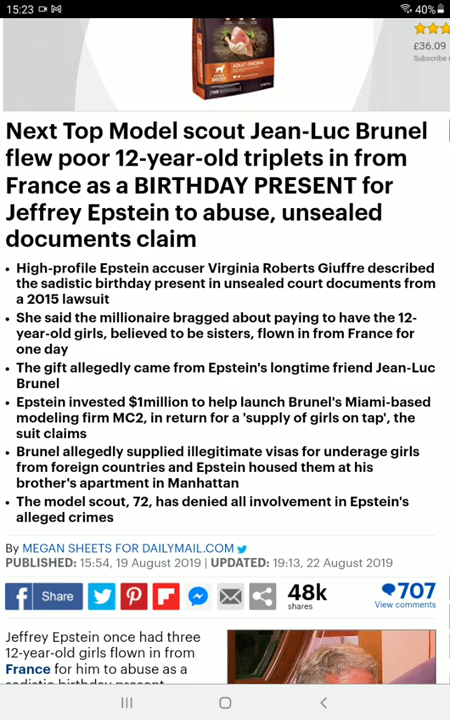 15:23
40%
ADULT ORIGINAL
£36.09
Subscribe
Next Top Model scout Jean-Luc Brunel
flew poor 12-year-old triplets in from
France as a BIRTHDAY PRESENT for
Jeffrey Epstein to abuse, unsealed
documents claim
• High-profile Epstein accuser Virginia Roberts Giuffre described
the sadistic birthday present in unsealed court documents from
a 2015 lawsuit
• She said the millionaire bragged about paying to have the 12-
year-old girls, believed to be sisters, flown in from France for
one day
• The gift allegedly came from Epstein's longtime friend Jean-Luc
Brunel
• Epstein invested $1million to help launch Brunel's Miami-based
modeling firm MC2, in return for a 'supply of girls on tap', the
suit claims
• Brunel allegedly supplied illegitimate visas for underage girls
from foreign countries and Epstein housed them at his
brother's apartment in Manhattan
• The model scout, 72, has denied all involvement in Epstein's
alleged crimes
By MEGAN SHEETS FOR DAILYMAIL.COM
PUBLISHED: 15:54, 19 August 2019 | UPDATED: 19:13, 22 August 2019
Share
48k
shares
707
View comments
Jeffrey Epstein once had three
12-year-old girls flown in from
France for him to abuse as a
sadistic birthday present